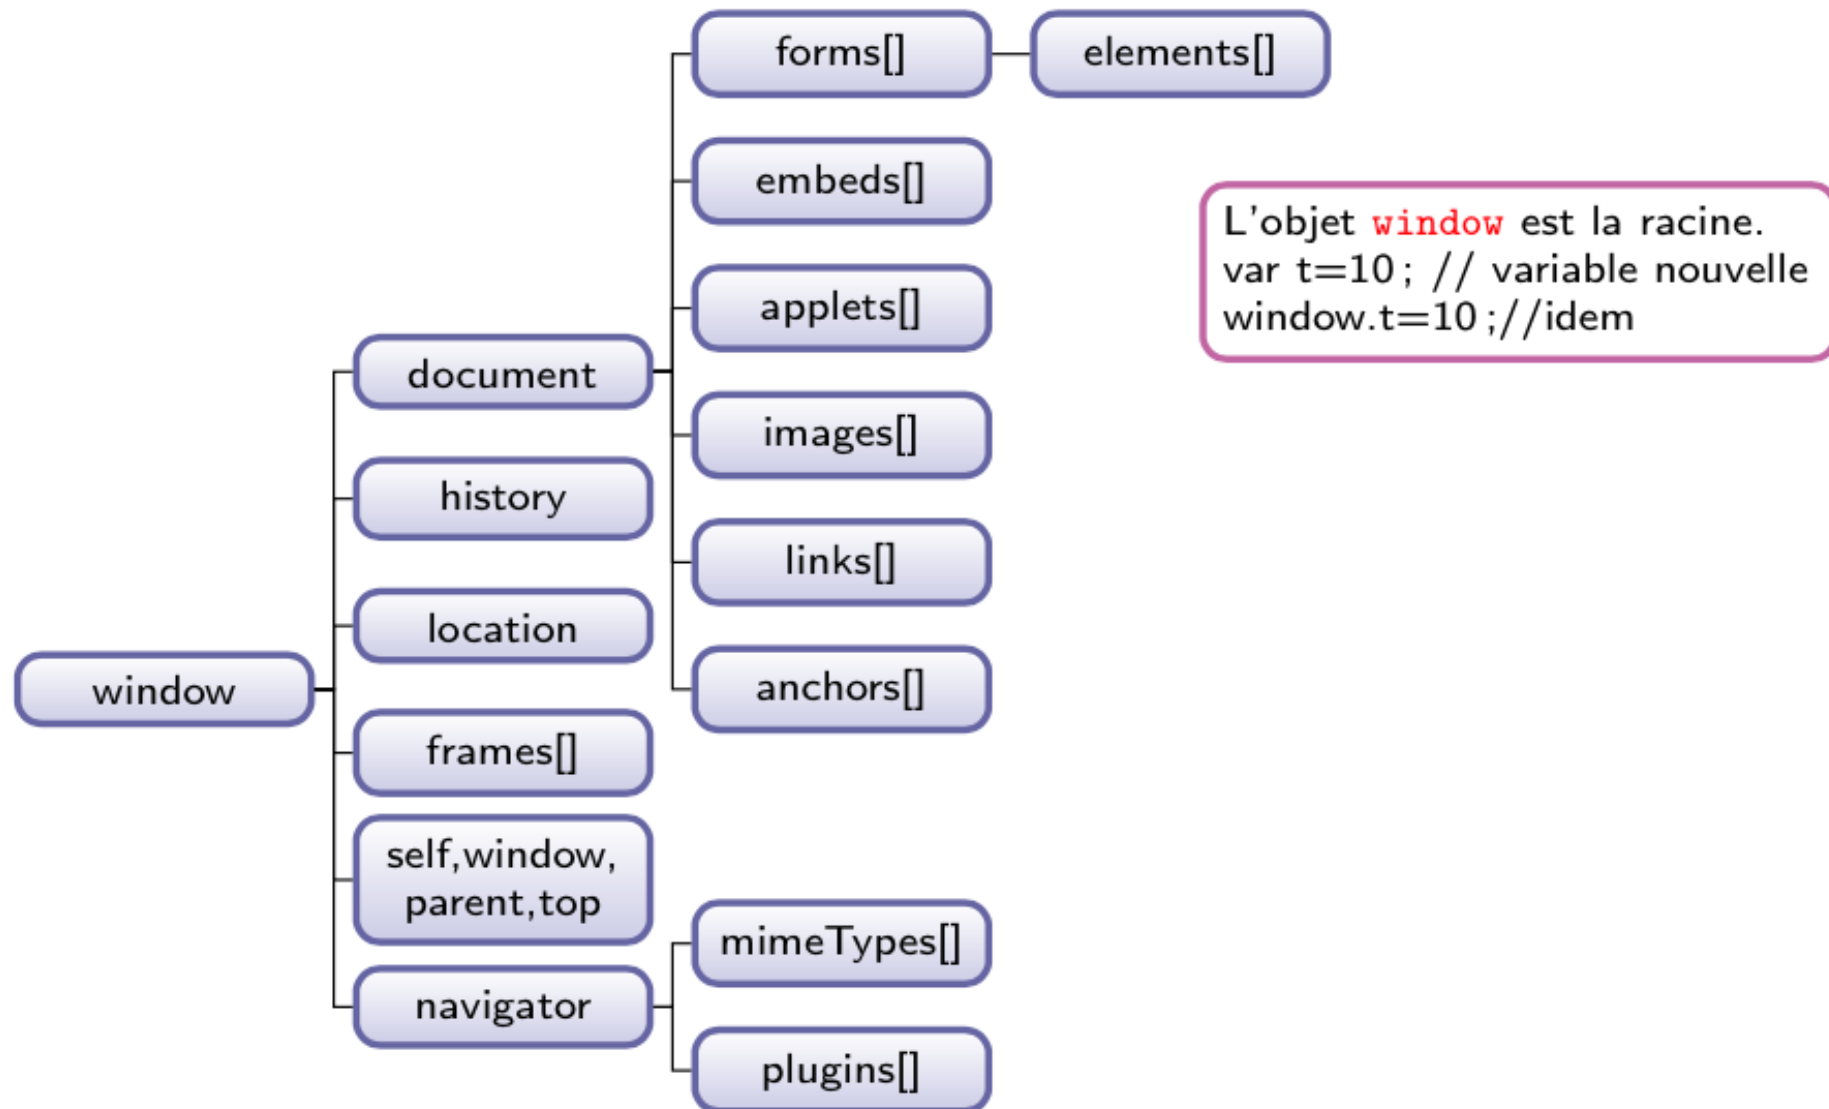 forms[]
elements[]
embeds[]
L'objet window est la racine.
var t=10 ; // variable nouvelle
window.t=10 ;//idem
applets[]
document
images[]
history
links[]
location
window
anchors[]
frames[]
self,window,
parent,top
mimeTypes[]
navigator
plugins[]